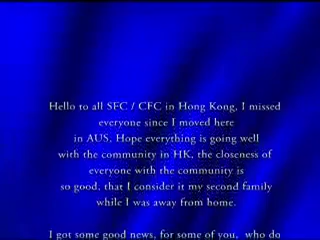 Hello to all SFC / CFC in Hong Kong, I missed
everyone since I moved here
in AUS. Hope everything is going well
with the community in HK, the closeness of
everyone with the community is
so good, that I consider it my second family
while I was away from home.
I got some good news, for some of you,  who do